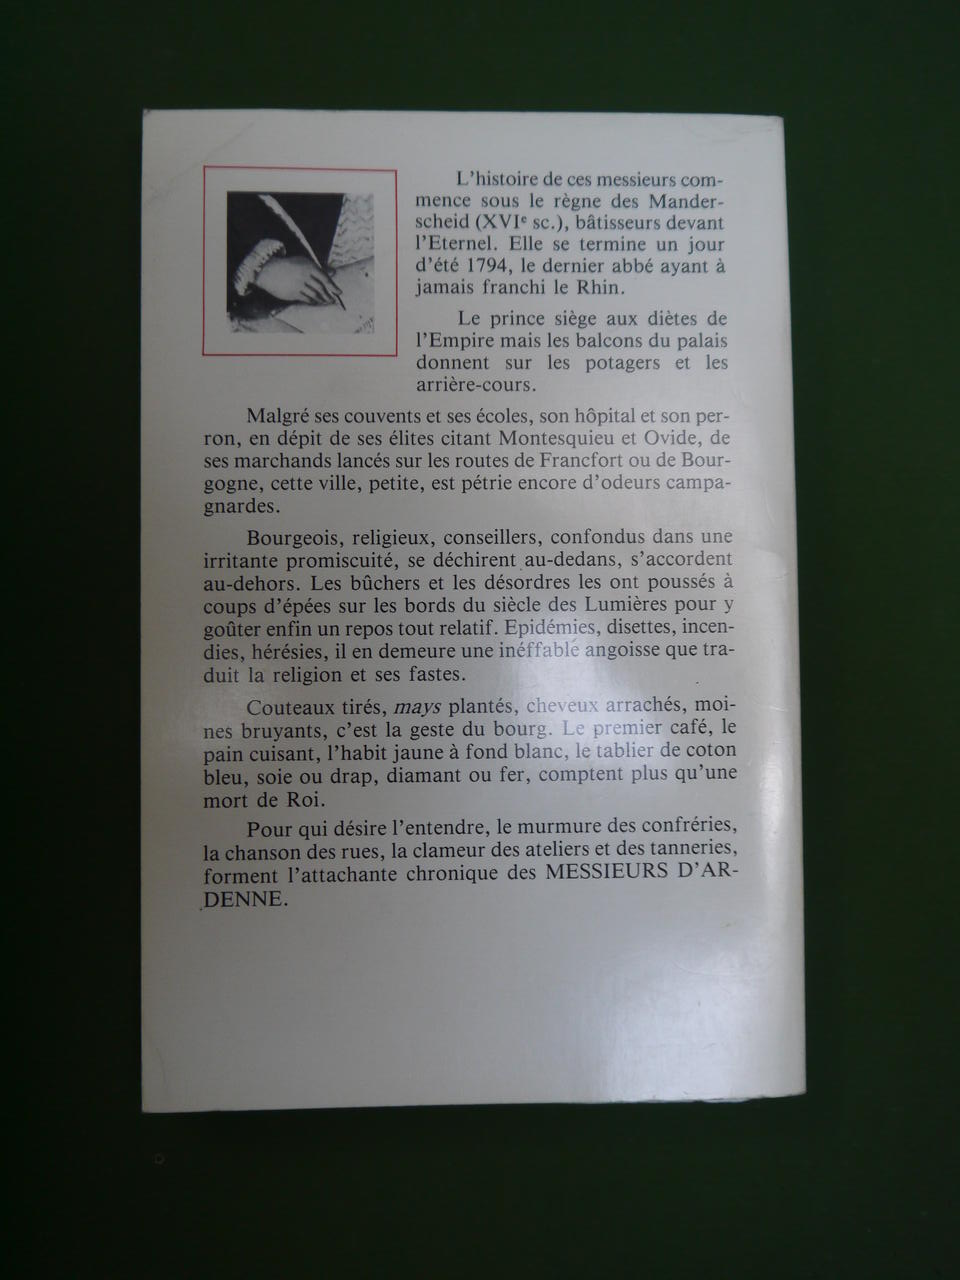 L'histoire de ces messieurs com-
mence sous le règne des Mander-
scheid (XVIe sc.), bâtisseurs devant
l'Eternel. Elle se termine un jour
d'été 1794, le dernier abbé ayant à
jamais franchi le Rhin.
Le prince siège aux diètes de
l'Empire mais les balcons du palais
donnent sur les potagers et les
arrière-cours.
Malgré ses couvents et ses écoles, son hôpital et son per-
ron, en dépit de ses élites citant Montesquieu et Ovide, de
ses marchands lancés sur les routes de Francfort ou de Bour-
gogne, cette ville, petite, est pétrie encore d'odeurs campa-
gnardes.
Bourgeois, religieux, conseillers, confondus dans une
irritante promiscuité, se déchirent au-dedans, s'accordent
au-dehors. Les bûchers et les désordres les ont poussés à
coups d'épées sur les bords du siècle des Lumières pour y
goûter enfin un repos tout relatif. Epidémies, disettes, incen-
dies, hérésies, il en demeure une inéffable angoisse que tra-
duit la religion et ses fastes.
Couteaux tirés, mays plantés, cheveux arrachés, moi-
nes bruyants, c'est la geste du bourg. Le premier café, le
pain cuisant, l'habit jaune à fond blanc, le tablier de coton
bleu, soie ou drap, diamant ou fer, comptent plus qu'une
mort de Roi.
Pour qui désire l'entendre, le murmure des confréries,
la chanson des rues, la clameur des ateliers et des tanneries,
forment l'attachante chronique des MESSIEURS D'AR-
DENNE.